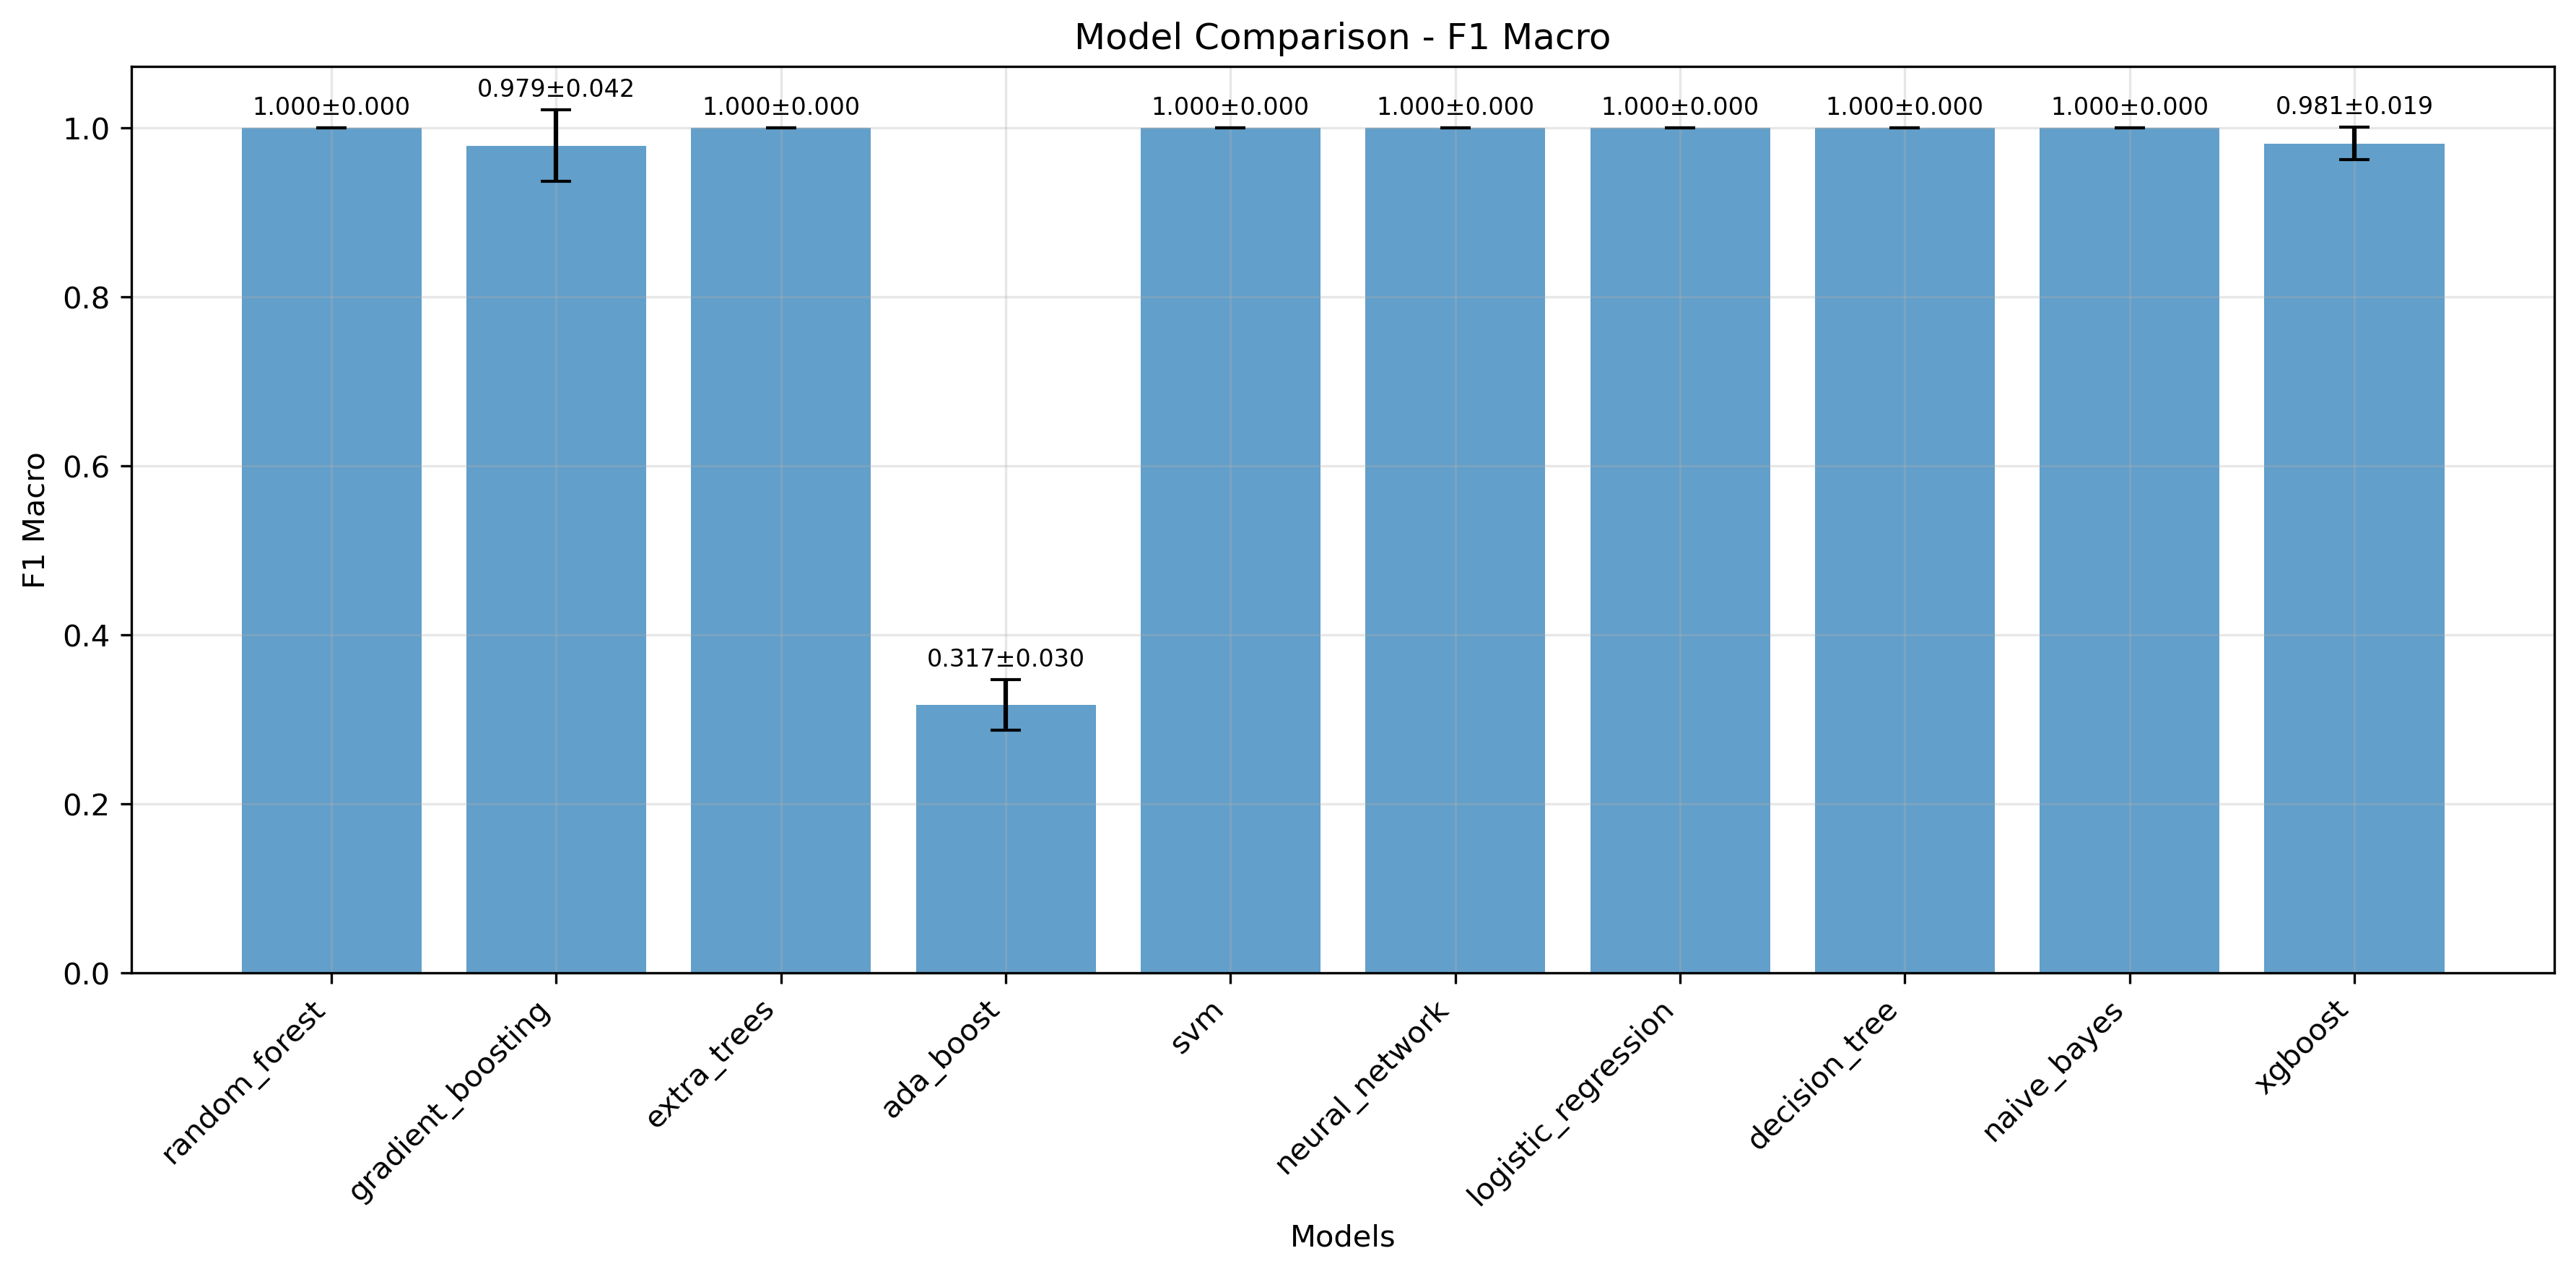 Model Comparison - F1 Macro
1.000±0.000
0.979±0.042
1.000±0.000
0.317±0.030
1.000±0.000
1.000±0.000
1.000±0.000
1.000±0.000
1.000±0.000
0.981±0.019
F1 Macro
1.0
0.8
0.6
0.4
0.2
0.0
random_forest
gradient_boosting
extra_trees
ada_boost
svm
neural_network
logistic_regression
decision_tree
naive_bayes
xgboost
Models